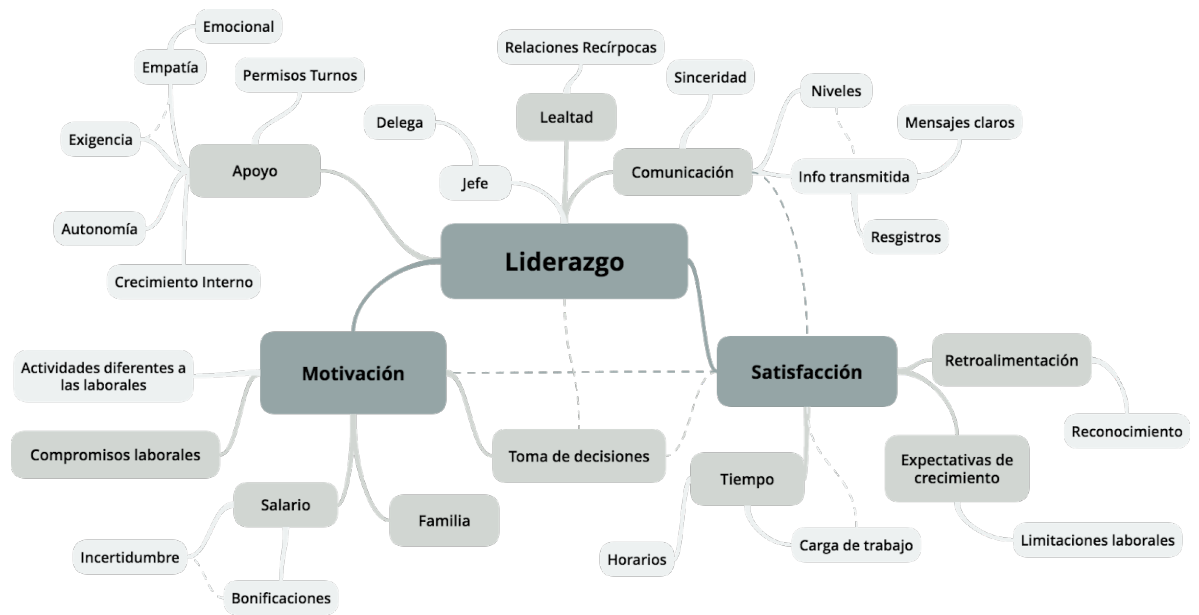 Emocional
Empatía
Permisos Turnos
Exigencia
Apoyo
Autonomía
Crecimiento Interno
Relaciones Recírpocas
Lealtad
Delega
Jefe
Sinceridad
Comunicación
Niveles
Mensajes claros
Info transmitida
Resgistros
Liderazgo
Motivación
Actividades diferentes a
las laborales
Compromisos laborales
Salario
Incertidumbre
Bonificaciones
Familia
Toma de decisiones
Satisfacción
Retroalimentación
Reconocimiento
Expectativas de
crecimiento
Limitaciones laborales
Tiempo
Horarios
Carga de trabajo